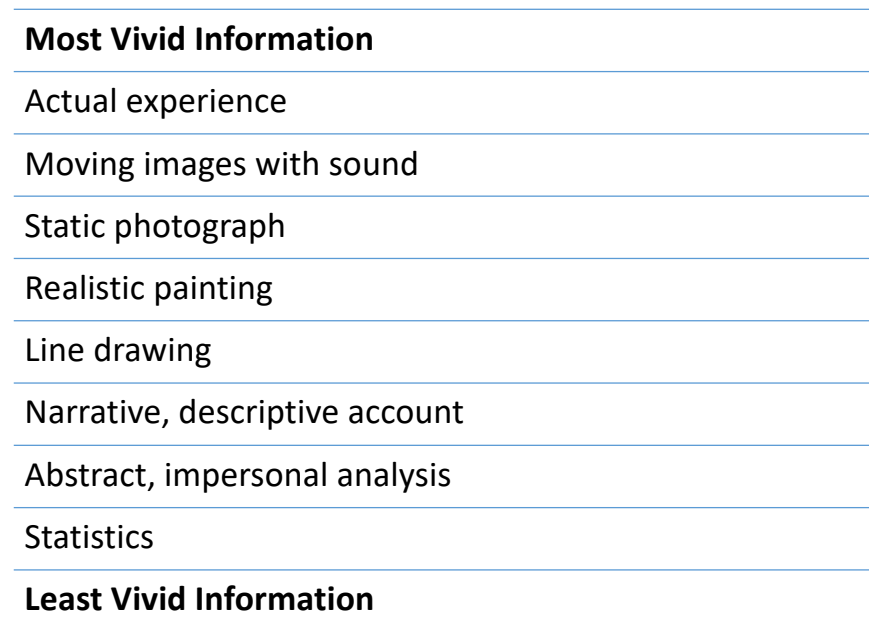 Most Vivid Information
Actual experience
Moving images with sound
Static photograph
Realistic painting
Line drawing
Narrative, descriptive account
Abstract, impersonal analysis
Statistics
Least Vivid Information